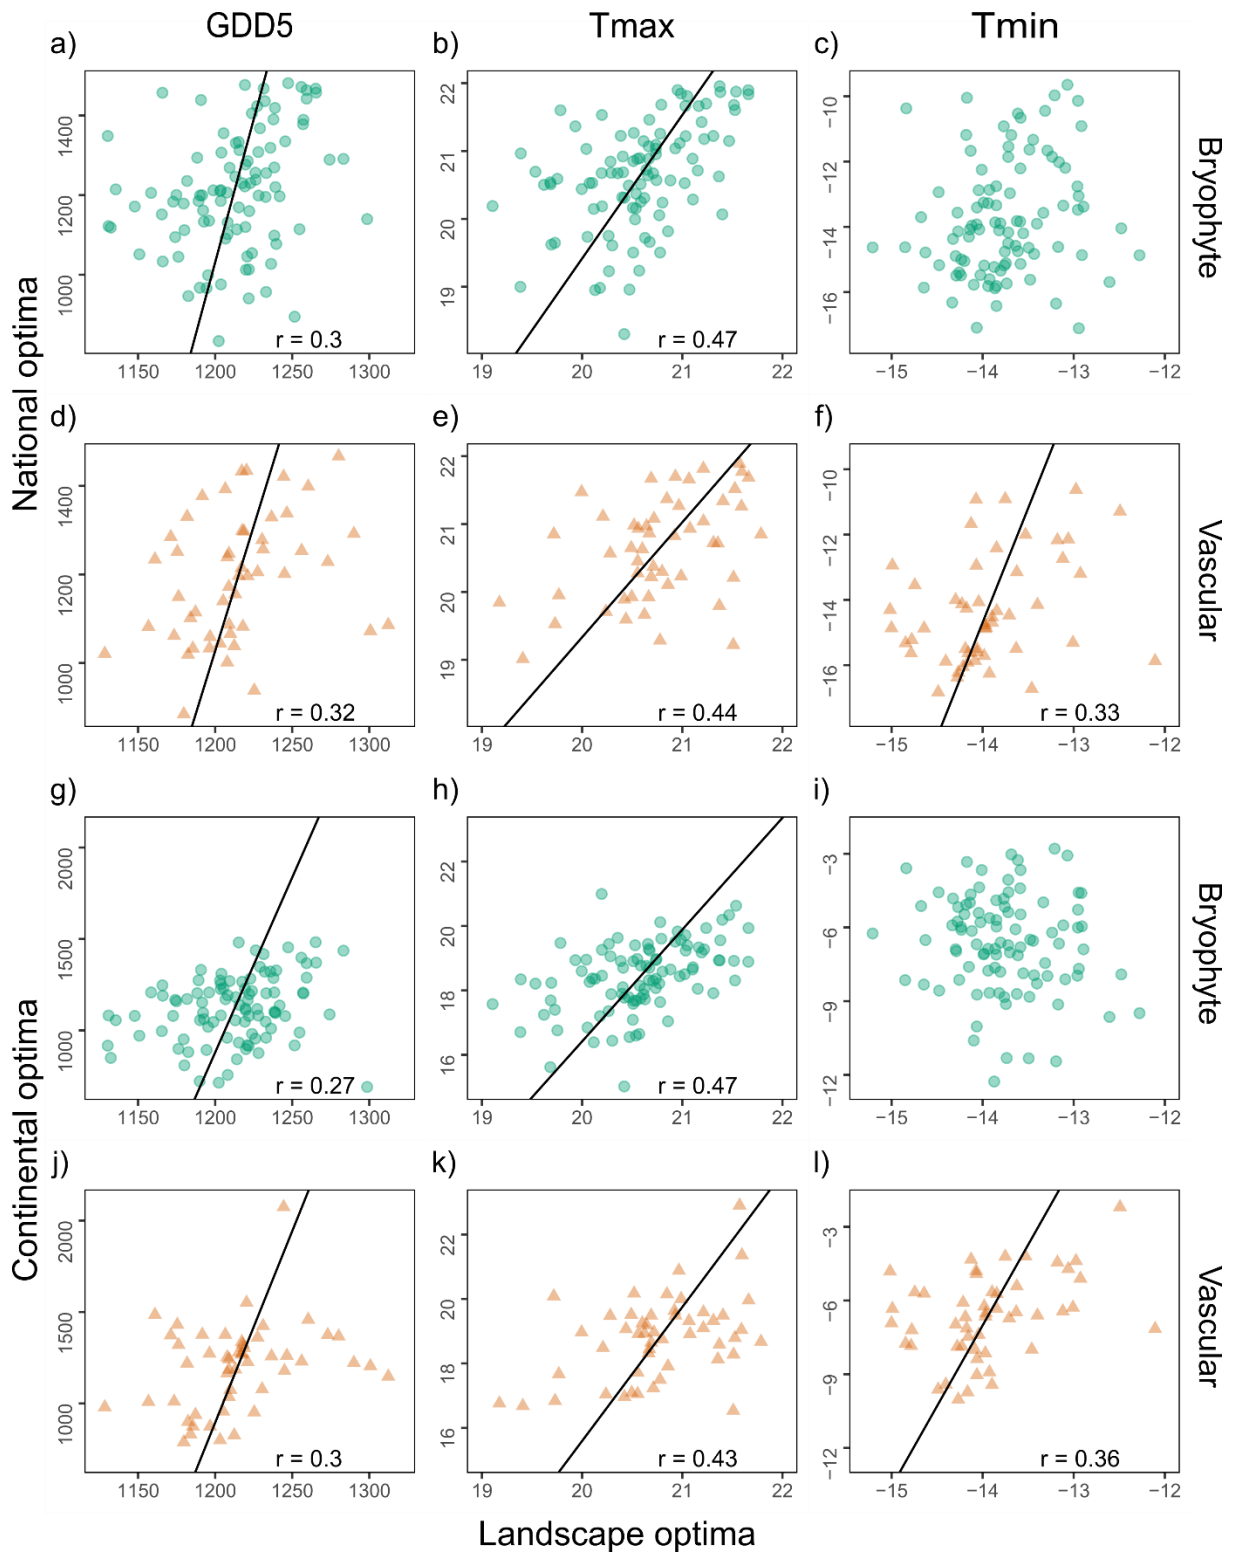 GDD5 Tmax Tmin
a) b) c)
National optima
1400
1200
1000
r = 0.3
1150 1200 1250 1300
22
21
20
19
r = 0.47
19 20 21 22
−10
−12
−14
−16
−15 −14 −13 −12
Bryophyte
d) e) f)
1400
1200
1000
r = 0.32
1150 1200 1250 1300
22
21
20
19
r = 0.44
19 20 21 22
−10
−12
−14
−16
r = 0.33
−15 −14 −13 −12
Vascular
g) h) i)
Continental optima
2000
1500
1000
r = 0.27
1150 1200 1250 1300
22
20
18
16
r = 0.47
19 20 21 22
−3
−6
−9
−12
−15 −14 −13 −12
Bryophyte
j) k) l)
2000
1500
1000
r = 0.3
1150 1200 1250 1300
22
20
18
16
r = 0.43
19 20 21 22
−3
−6
−9
−12
r = 0.36
−15 −14 −13 −12
Vascular
Landscape optima